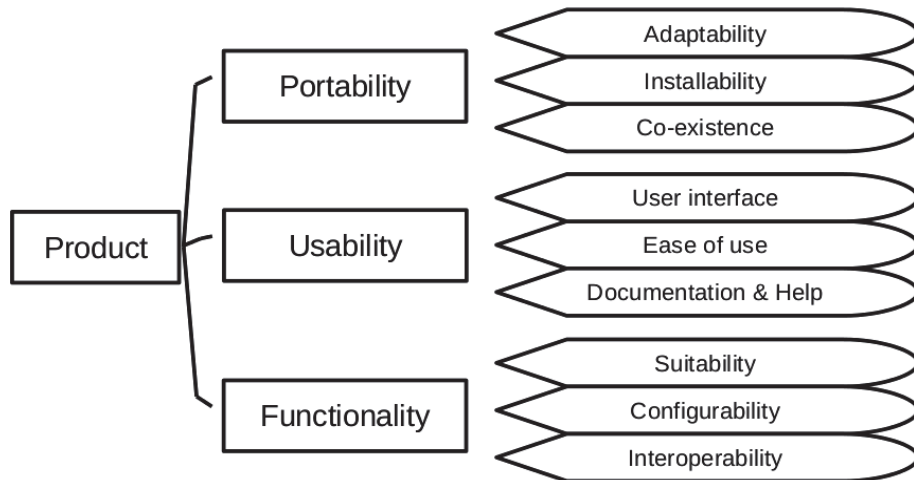 Product
Portability
Adaptability
Installability
Co-existence
Usability
User interface
Ease of use
Documentation & Help
Functionality
Suitability
Configurability
Interoperability